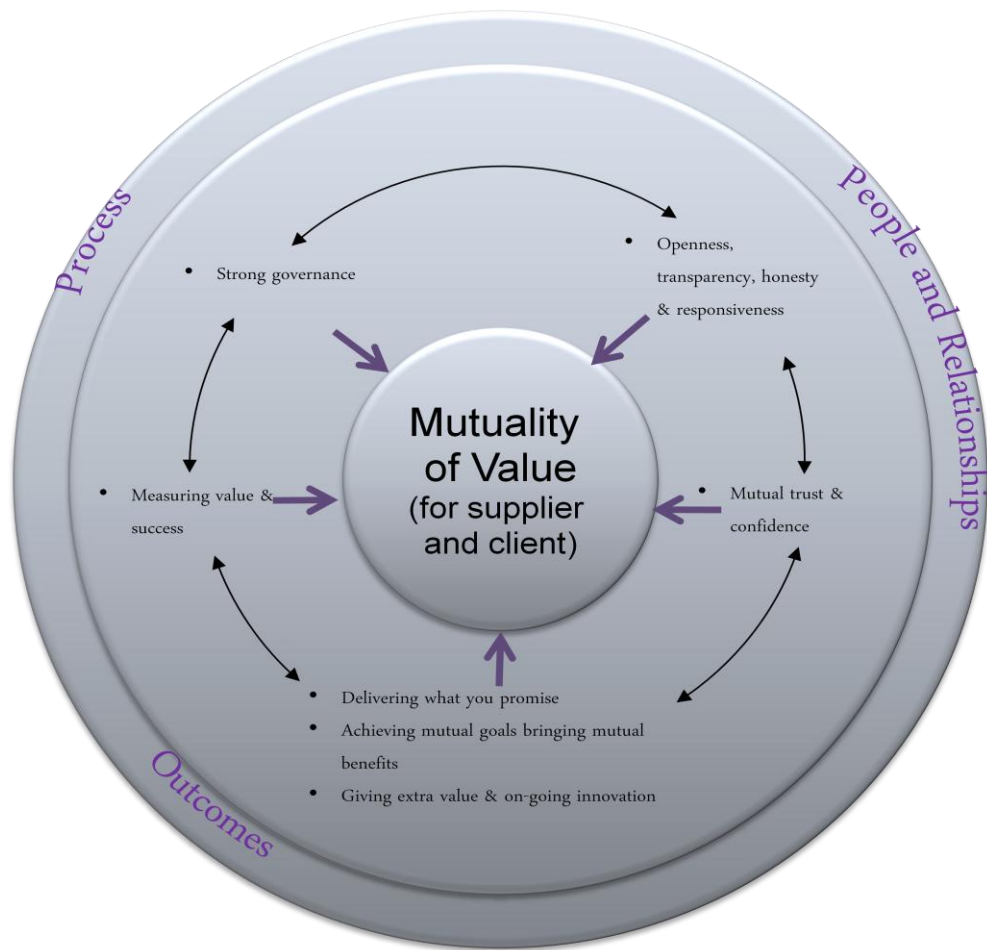 Process
People and Relationships
• Strong governance
• Openness,
transparency, honesty
& responsiveness
Mutuality
of Value
(for supplier
and client)
• Measuring value &
success
• Mutual trust &
confidence
• Delivering what you promise
• Achieving mutual goals bringing mutual
benefits
• Giving extra value & on-going innovation
Outcomes